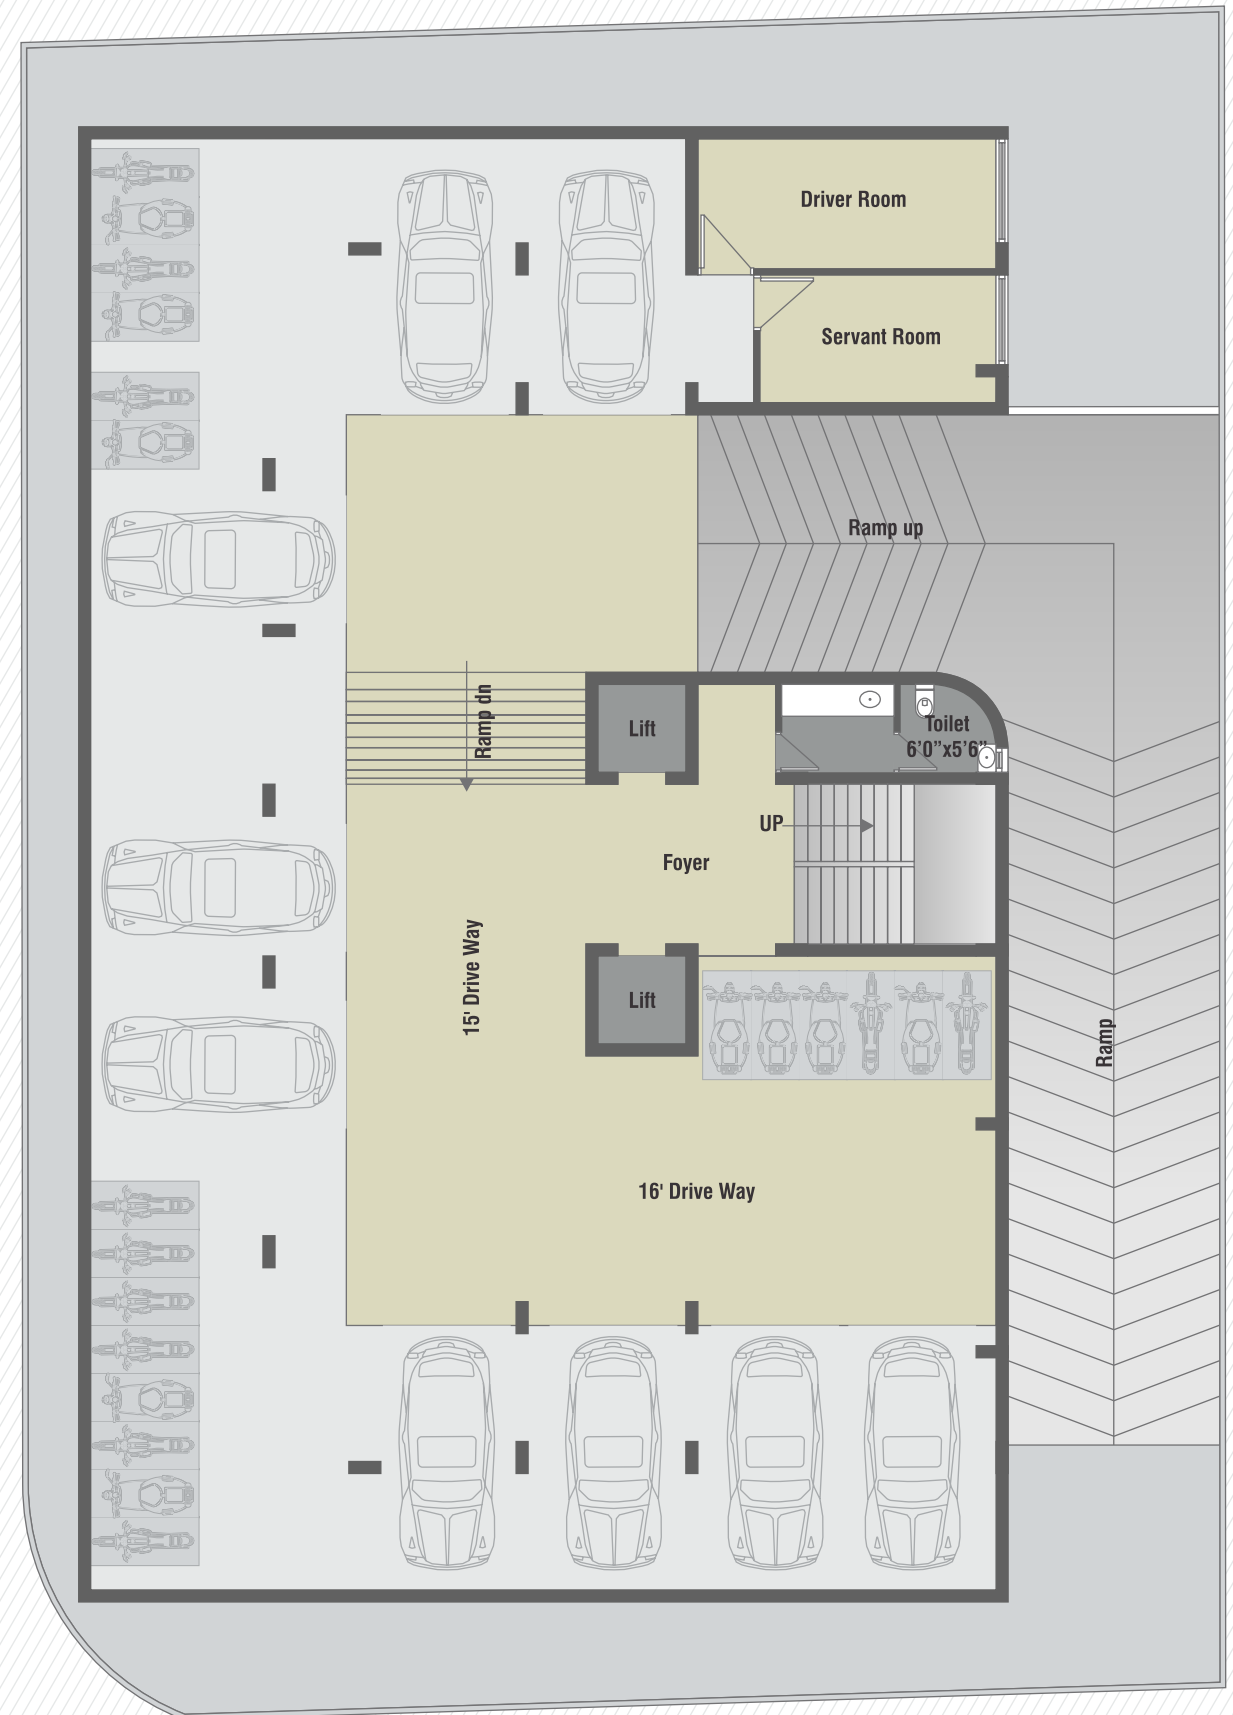 Driver Room
Servant Room
Ramp up
Ramp dn
Lift
Toilet
6'0"x5'6"
UP
Foyer
15' Drive Way
Lift
Ramp
16' Drive Way